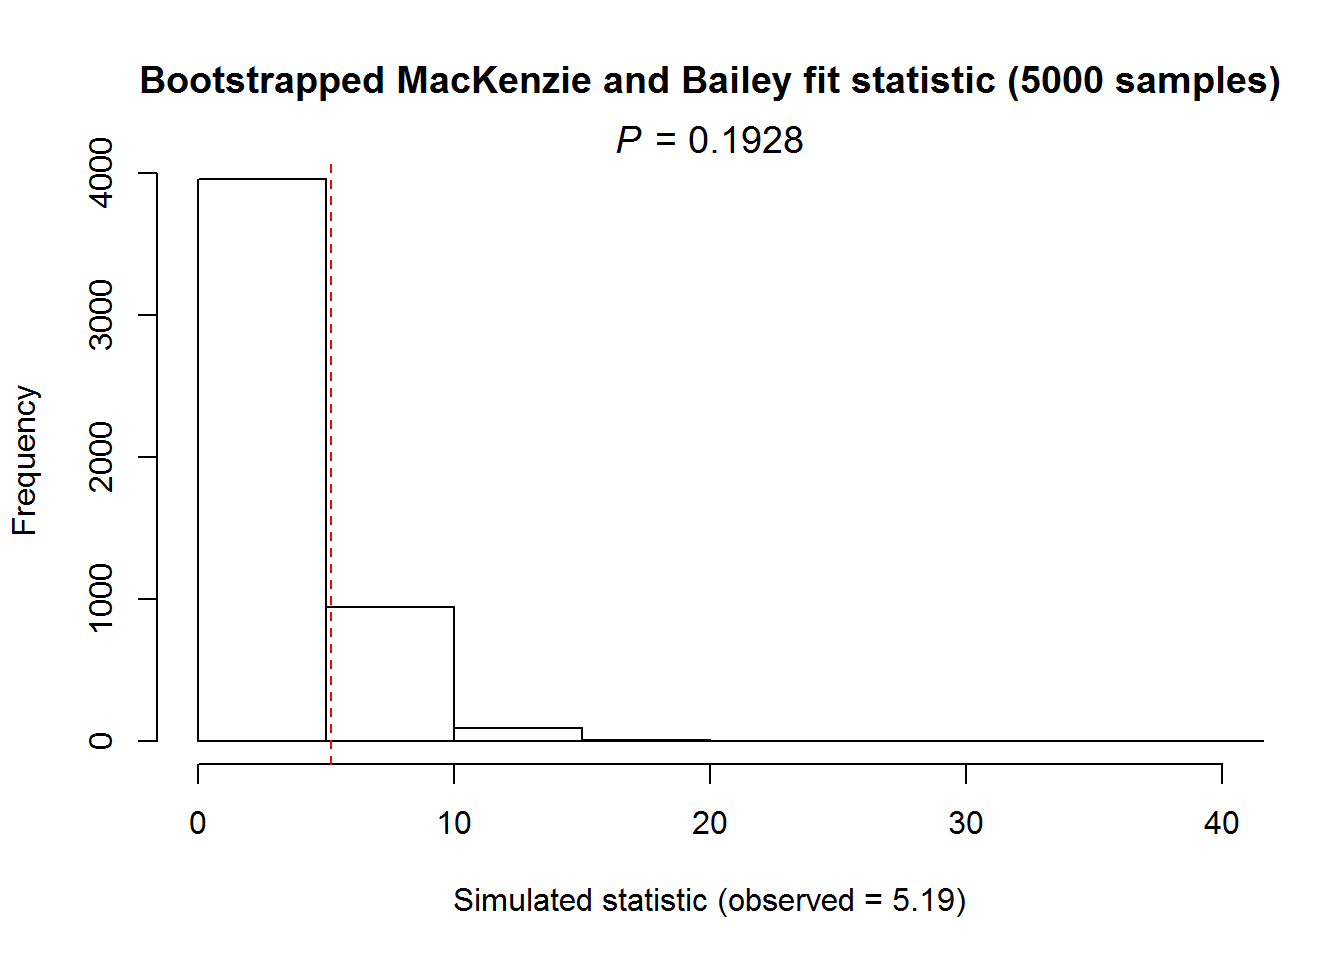 Bootstrapped MacKenzie and Bailey fit statistic (5000 samples)
P = 0.1928
Frequency
4000
3000
2000
1000
0
0 10 20 30 40
Simulated statistic (observed = 5.19)